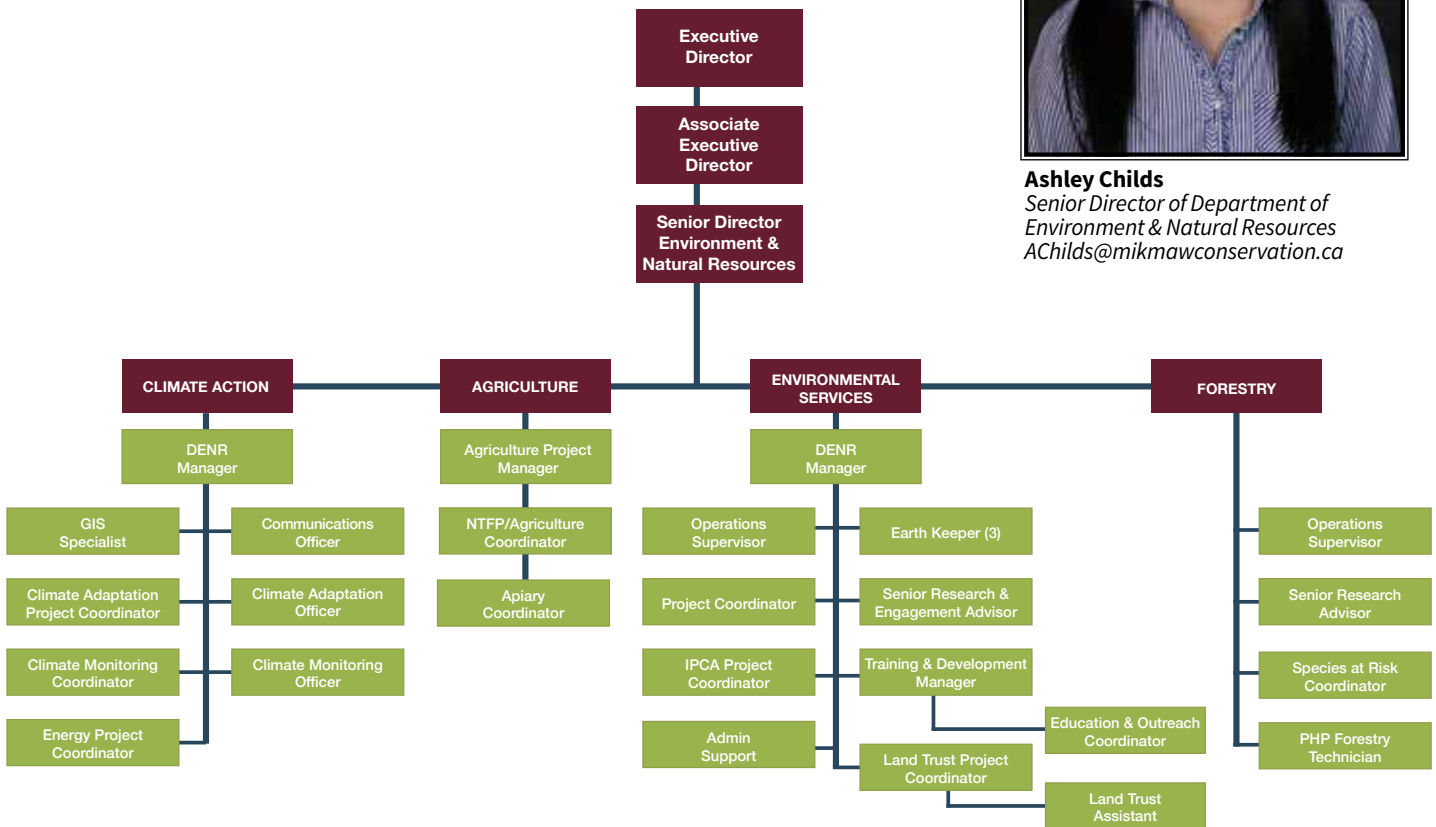 Executive
Director
Associate
Executive
Director
Senior Director
Environment &
Natural Resources
Ashley Childs
Senior Director of Department of
Environment & Natural Resources
AChilds@mikmawconservation.ca
CLIMATE ACTION
DENR
Manager
GIS
Specialist
Communications
Officer
Climate Adaptation
Project Coordinator
Climate Adaptation
Officer
Climate Monitoring
Coordinator
Climate Monitoring
Officer
Energy Project
Coordinator
AGRICULTURE
Agriculture Project
Manager
NTFP/Agriculture
Coordinator
Apiary
Coordinator
ENVIRONMENTAL
SERVICES
DENR
Manager
Operations
Supervisor
Earth Keeper (3)
Project Coordinator
Senior Research &
Engagement Advisor
IPCA Project
Coordinator
Training & Development
Manager
Education & Outreach
Coordinator
Admin
Support
Land Trust Project
Coordinator
Land Trust
Assistant
FORESTRY
Operations
Supervisor
Senior Research
Advisor
Species at Risk
Coordinator
PHP Forestry
Technician